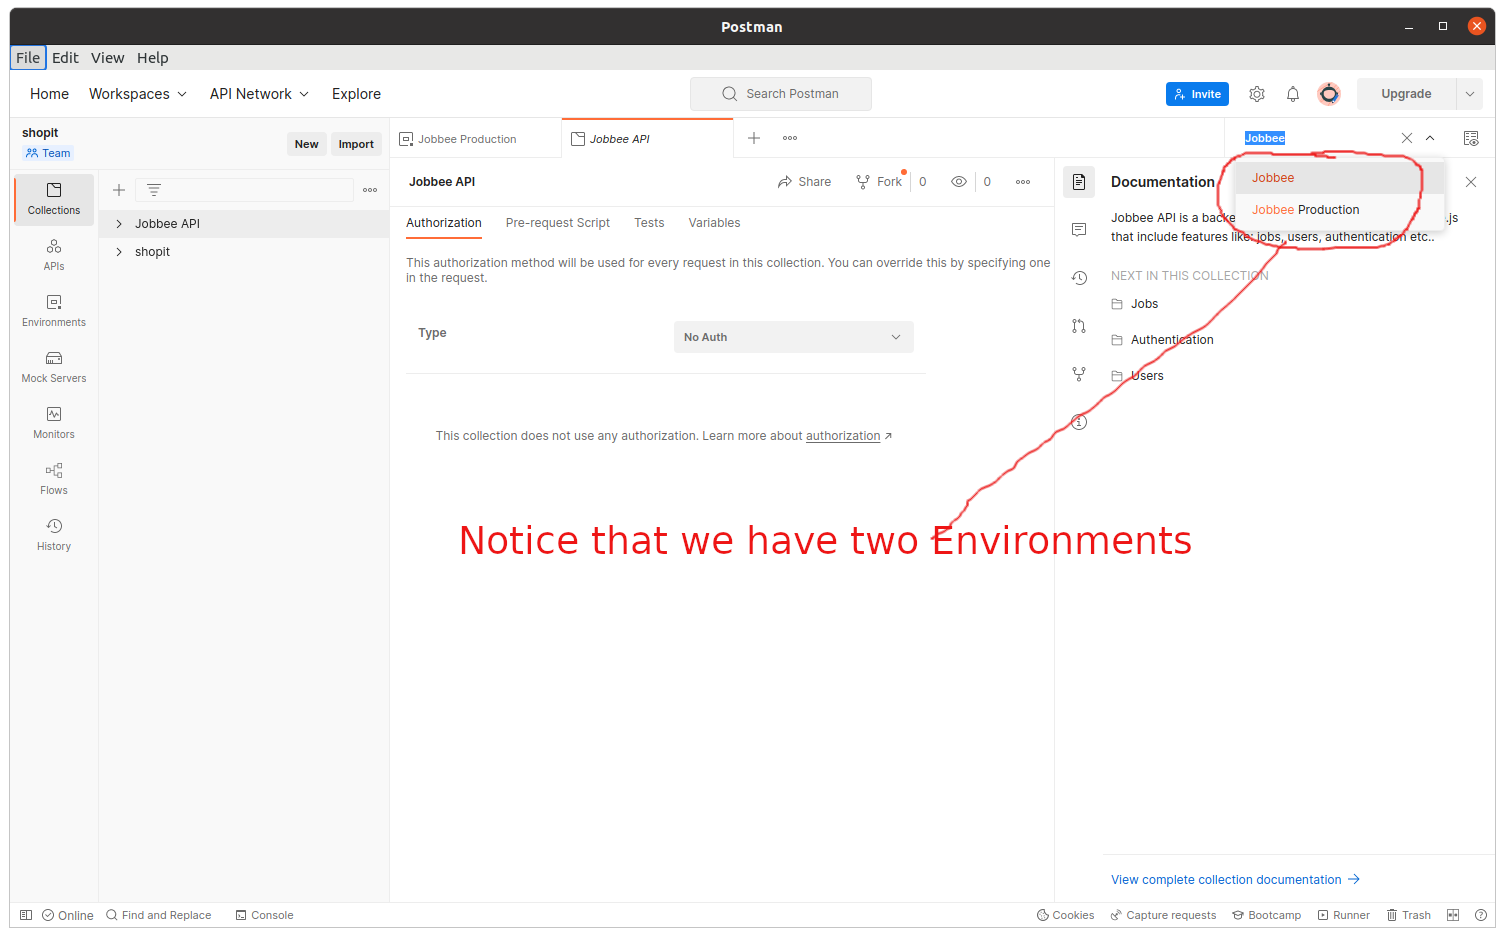 Postman
File Edit View Help
Home Workspaces API Network Explore Search Postman Invite Upgrade
shopit
Team
New Import
Jobbee Production Jobbee API Jobbee
Collections
APIs
Environments
Mock Servers
Monitors
Flows
History
Jobbee API
shopit
Jobbee API Share Fork 0 0
Authorization Pre-request Script Tests Variables
This authorization method will be used for every request in this collection. You can override this by specifying one
in the request.
Type No Auth
This collection does not use any authorization. Learn more about authorization
Jobbee
Jobbee Production
Documentation
Jobbee API is a backe .js
that include features like: jobs, users, authentication etc..
NEXT IN THIS COLLECTION
Jobs
Authentication
Users
Notice that we have two Environments
View complete collection documentation
Online Find and Replace Console Cookies Capture requests Bootcamp Runner Trash